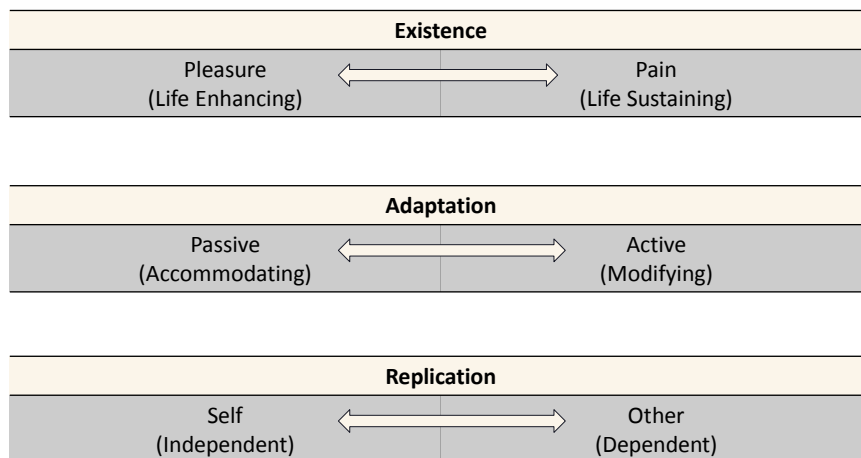 Existence
Pleasure
(Life Enhancing)
Pain
(Life Sustaining)
Adaptation
Passive
(Accommodating)
Active
(Modifying)
Replication
Self
(Independent)
Other
(Dependent)